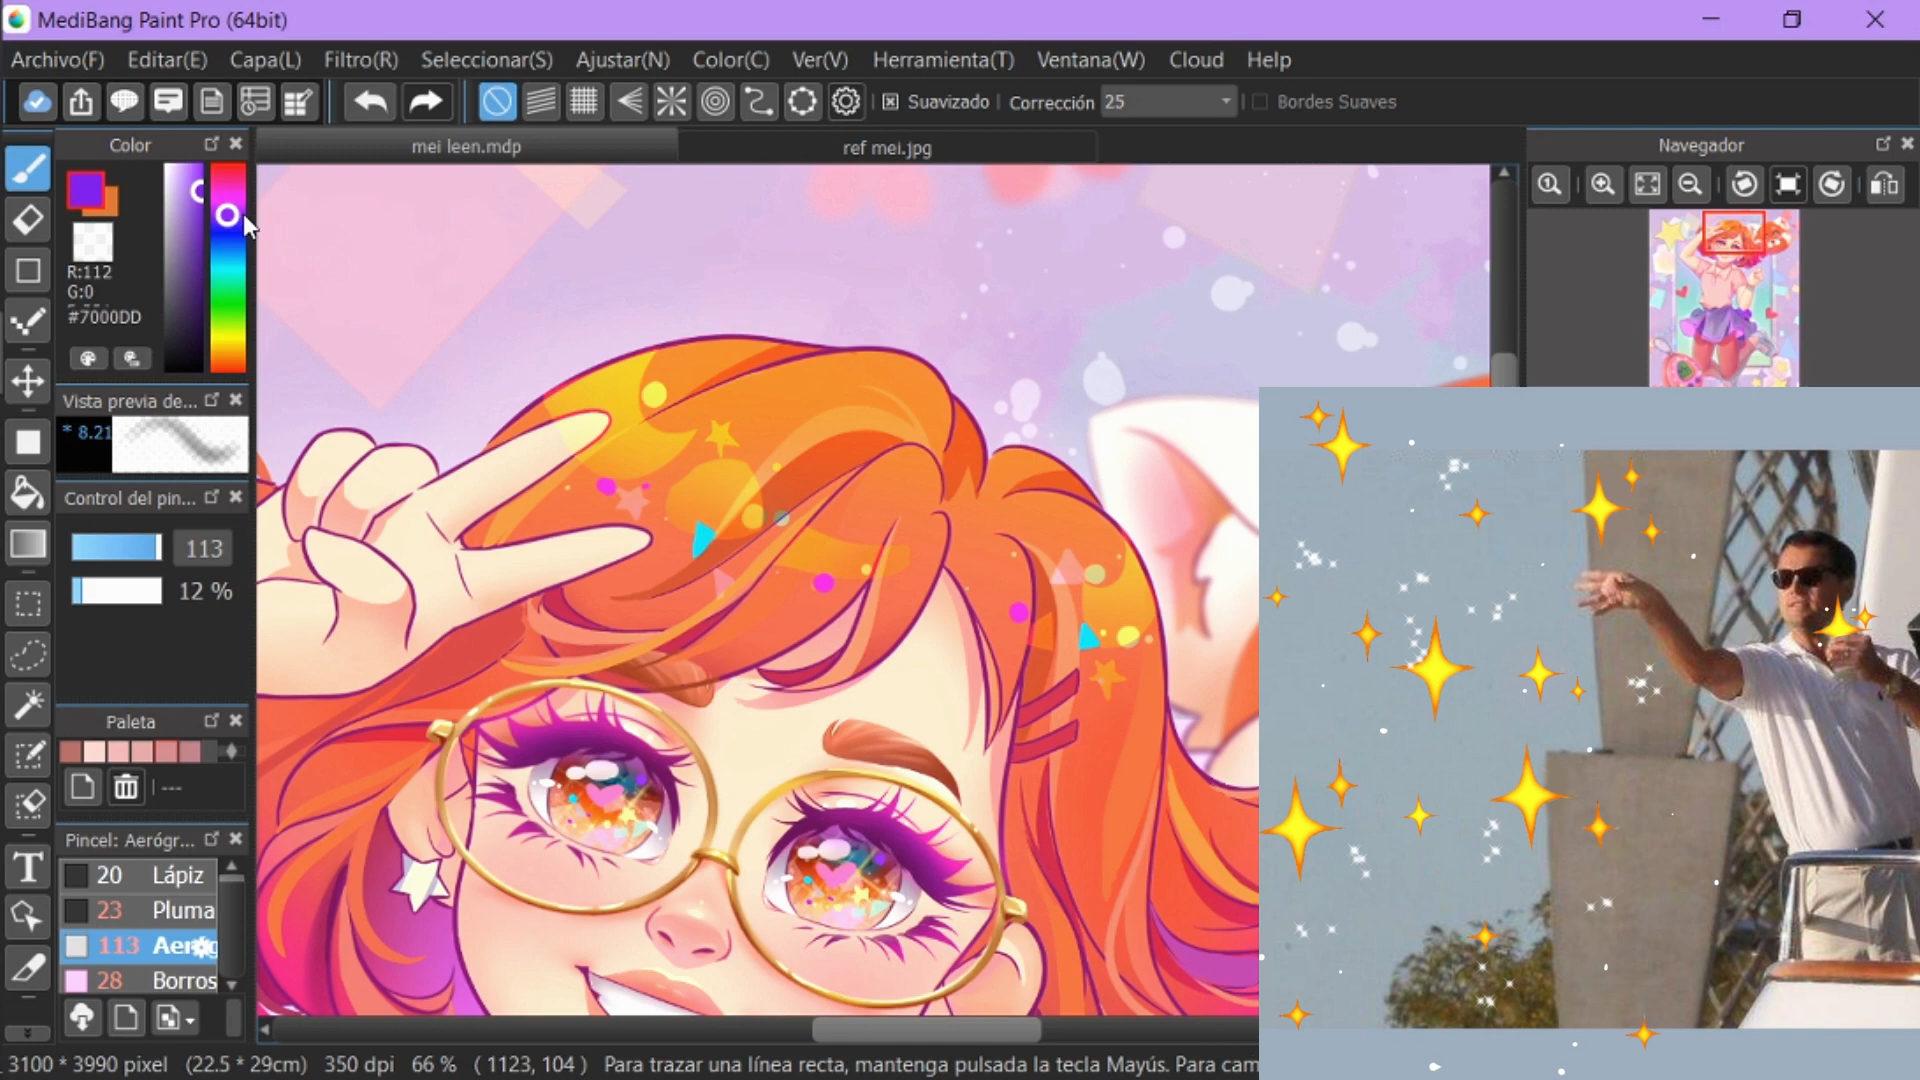 MediBang Paint Pro (64bit)
Archivo(F) Editar(E) Capa(L) Filtro(R) Seleccionar(S) Ajustar(N) Color(C) Ver(V) Herramienta(T) Ventana(W) Cloud Help
Suavizado Corrección 25 Bordes Suaves
Color
mei leen.mdp
ref mei.jpg
Navegador
R:112
G:0
#7000DD
Vista previa de...
* 8.21
Control del pin...
113
12 %
Paleta
---
Pincel: Aerógr...
20 Lápiz
23 Pluma
113
28 Borros
T
3100 * 3990 pixel (22.5 * 29cm) 350 dpi 66 % ( 1123, 104 ) Para trazar una línea recta, mantenga pulsada la tecla Mayús. Para cam